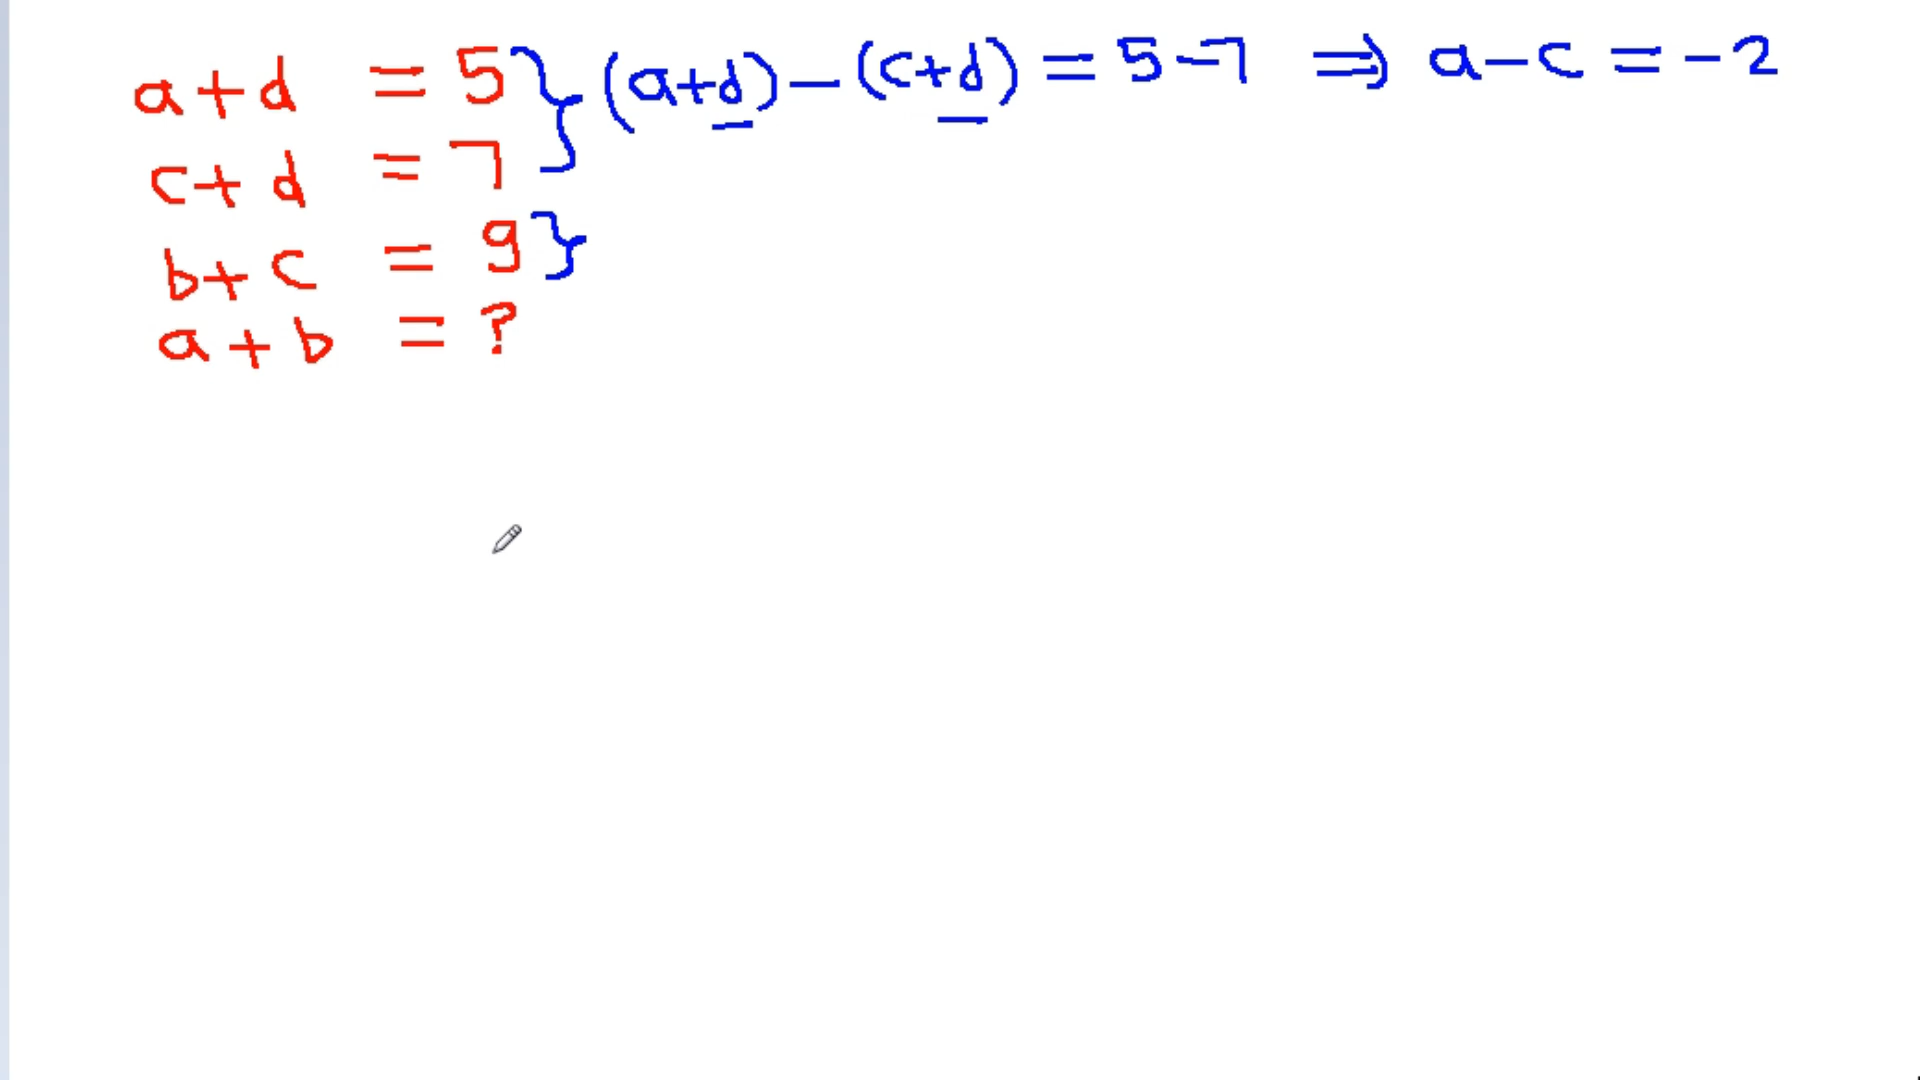 a+d = 5} (a+d) - (c+d) = 5-7 ⇒ a-c = -2
c+d = 7
b+c = 9}
a+b = ?